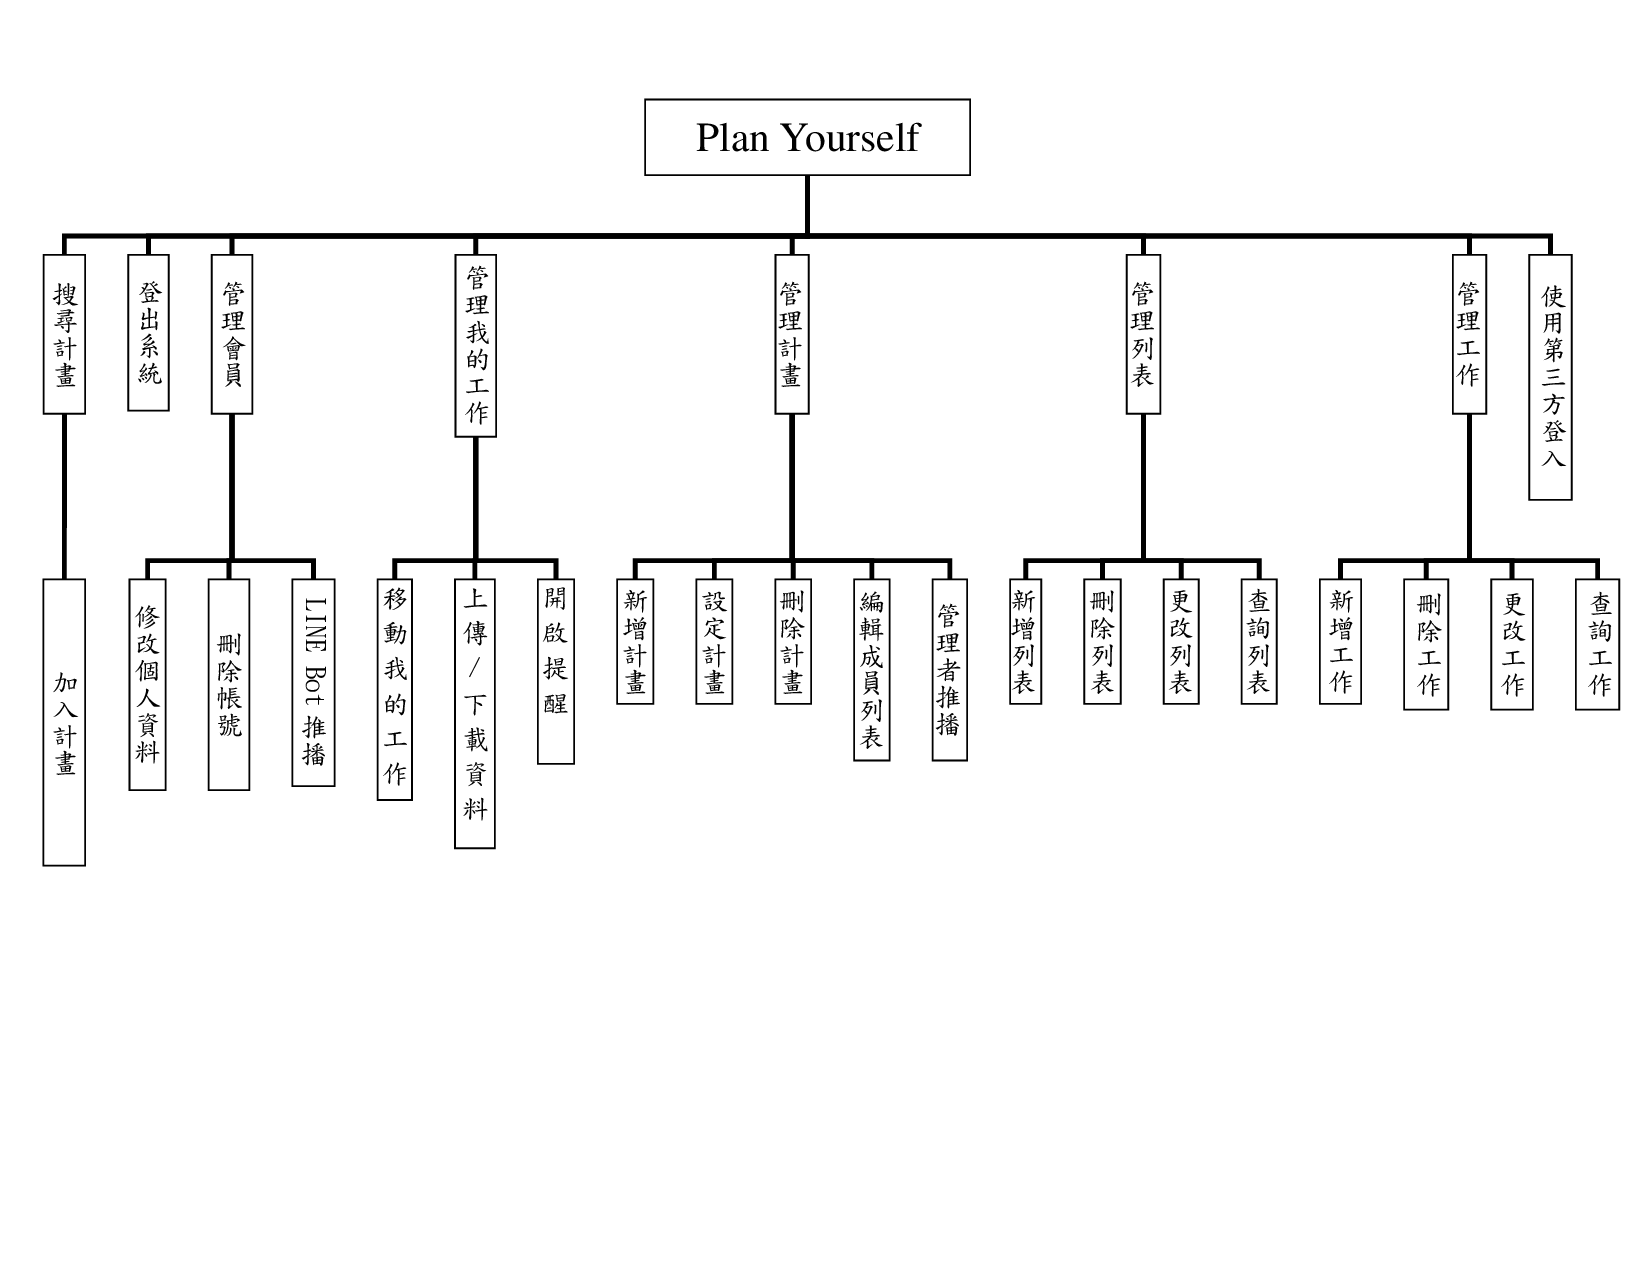 Plan Yourself
搜尋計畫
登出系統
管理會員
管理我的工作
管理計畫
管理列表
管理工作
使用第三方登入
加入計畫
修改個人資料
刪除帳號
LINE Bot 推播
移動我的工作
上傳/下載資料
開啟提醒
新增計畫
設定計畫
刪除計畫
編輯成員列表
管理者推播
新增列表
刪除列表
更改列表
查詢列表
新增工作
刪除工作
更改工作
查詢工作